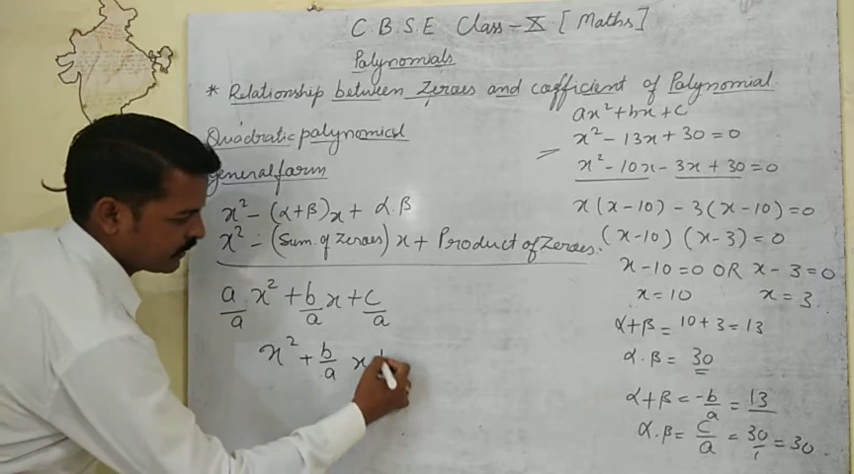 C.B.S.E Class-X [Maths]
Polynomials
* Relationship between Zeroes and coefficient of Polynomial.
Quadratic polynomial
general form
x² - (α+β)x + α.β
x² - (Sum of Zeroes) x + Product of Zeroes.
a/a x² + b/a x + c/a
x² + b/a x
ax² + bx + c
x² - 13x + 30 = 0
= x² - 10x - 3x + 30 = 0
x(x-10) - 3(x-10) = 0
(x-10) (x-3) = 0
x-10=0 OR x-3=0
x=10 x=3.
α+β = 10+3 = 13
α.β = 30
α+β = -b/a = 13
α.β = c/a = 30/1 = 30.